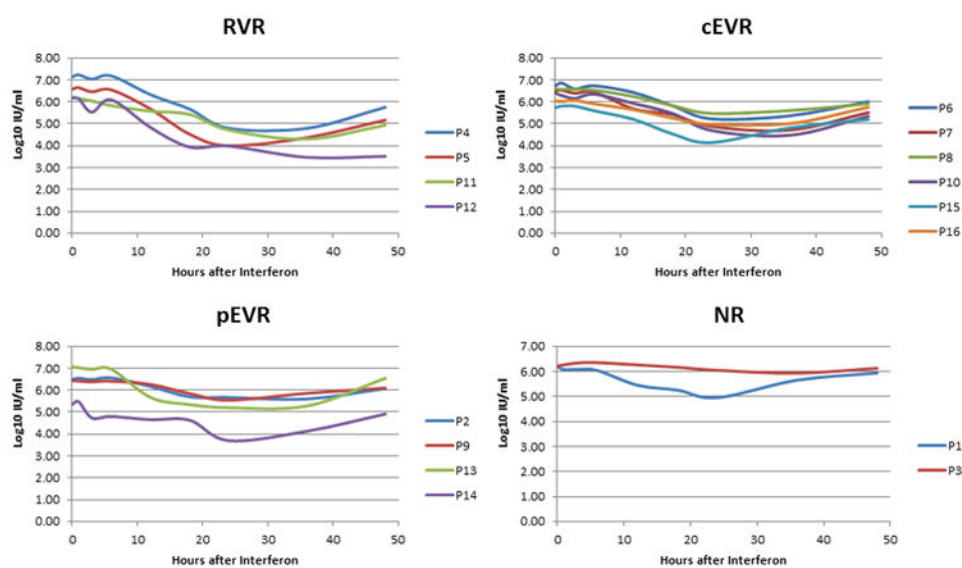 RVR
8.00
7.00
6.00
5.00
4.00
3.00
2.00
1.00
0.00
Log10 IU/ml
0 10 20 30 40 50
Hours after Interferon
P4
P5
P11
P12
cEVR
8.00
7.00
6.00
5.00
4.00
3.00
2.00
1.00
0.00
Log10 IU/ml
0 10 20 30 40 50
Hours after Interferon
P6
P7
P8
P10
P15
P16
pEVR
8.00
7.00
6.00
5.00
4.00
3.00
2.00
1.00
0.00
Log10 IU/ml
0 10 20 30 40 50
Hours after Interferon
P2
P9
P13
P14
NR
7.00
6.00
5.00
4.00
3.00
2.00
1.00
0.00
Log10 IU/ml
0 10 20 30 40 50
Hours after Interferon
P1
P3